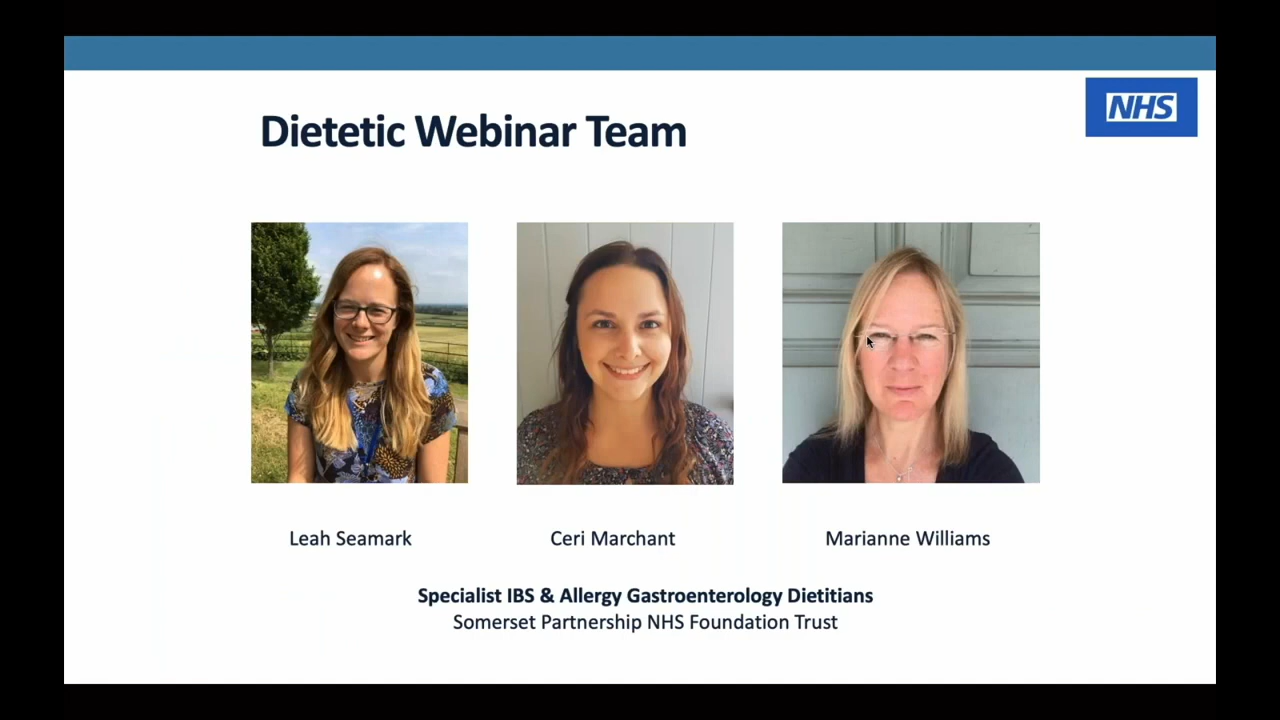 NHS
Dietetic Webinar Team
Leah Seamark
Ceri Marchant
Marianne Williams
Specialist IBS & Allergy Gastroenterology Dietitians
Somerset Partnership NHS Foundation Trust